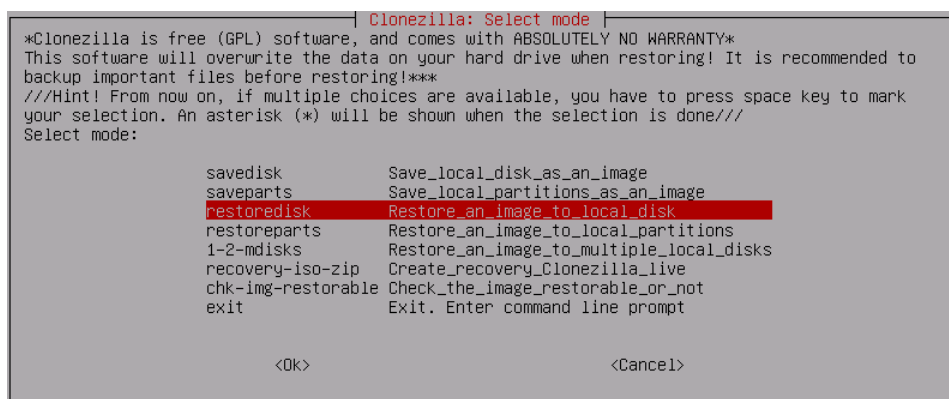 Clonezilla: Select mode
*Clonezilla is free (GPL) software, and comes with ABSOLUTELY NO WARRANTY*
This software will overwrite the data on your hard drive when restoring! It is recommended to
backup important files before restoring!***
///Hint! From now on, if multiple choices are available, you have to press space key to mark
your selection. An asterisk (*) will be shown when the selection is done///
Select mode:
savedisk Save_local_disk_as_an_image
saveparts Save_local_partitions_as_an_image
restoredisk Restore_an_image_to_local_disk
restoreparts Restore_an_image_to_local_partitions
1-2-mdisks Restore_an_image_to_multiple_local_disks
recovery-iso-zip Create_recovery_Clonezilla_live
chk-img-restorable Check_the_image_restorable_or_not
exit Exit. Enter command line prompt
<Ok> <Cancel>